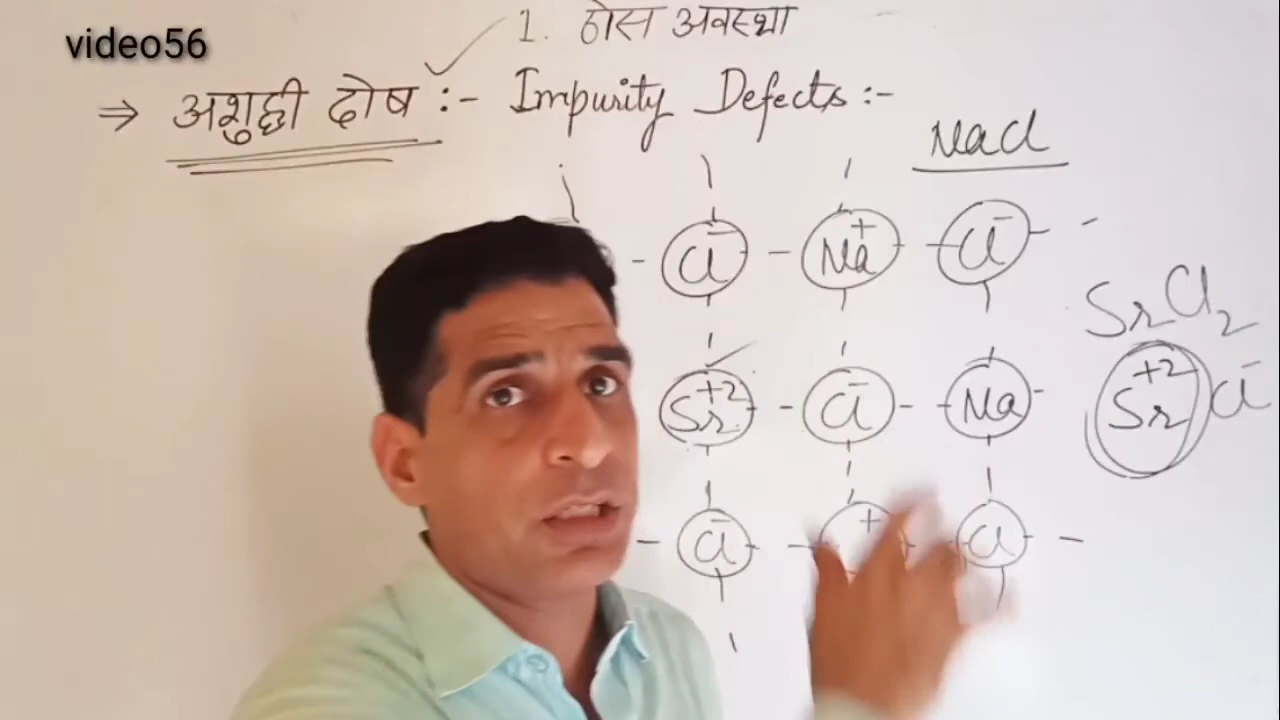 video56
1. ठोस अवस्था
⇒ अशुद्धी दोष :- Impurity Defects :-
NaCl
Cl⁻ - Na⁺ - Cl⁻
SrCl₂
Sr⁺² - Cl⁻ - Na Sr⁺² Cl⁻
Cl⁻ - + - Cl